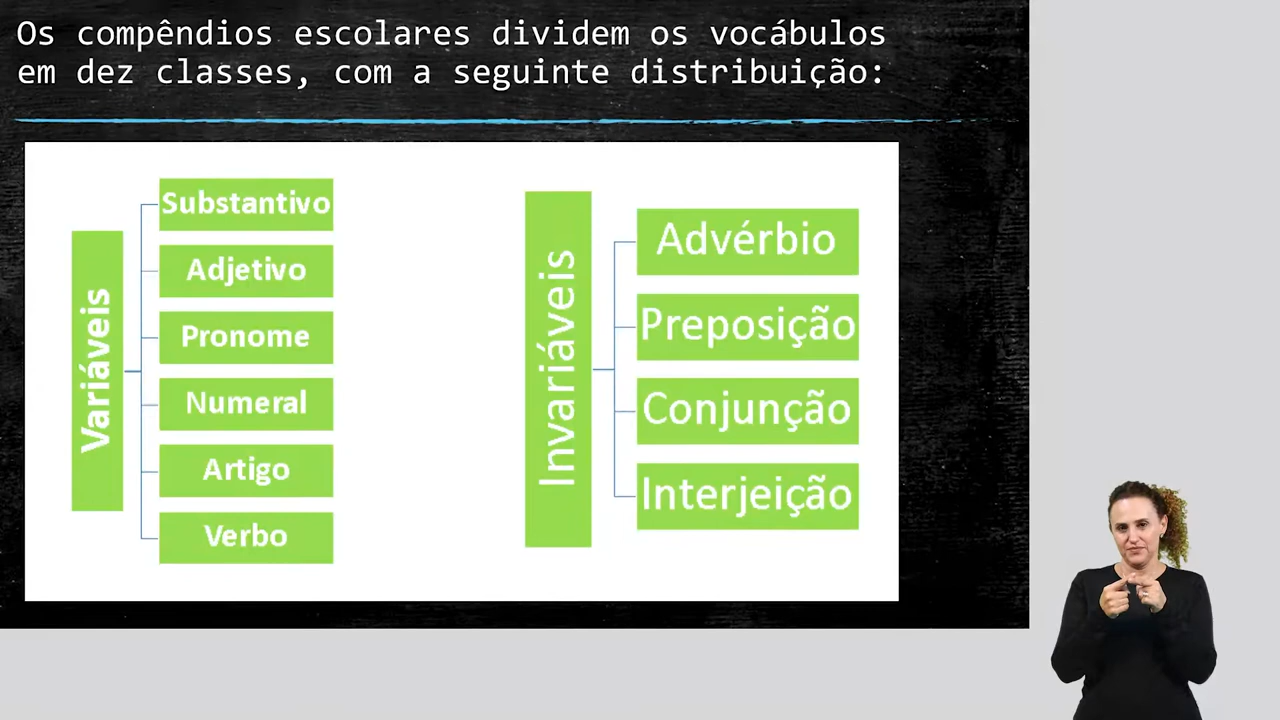 Os compêndios escolares dividem os vocábulos
em dez classes, com a seguinte distribuição:
Variáveis
Substantivo
Adjetivo
Pronome
Numeral
Artigo
Verbo
Invariáveis
Advérbio
Preposição
Conjunção
Interjeição